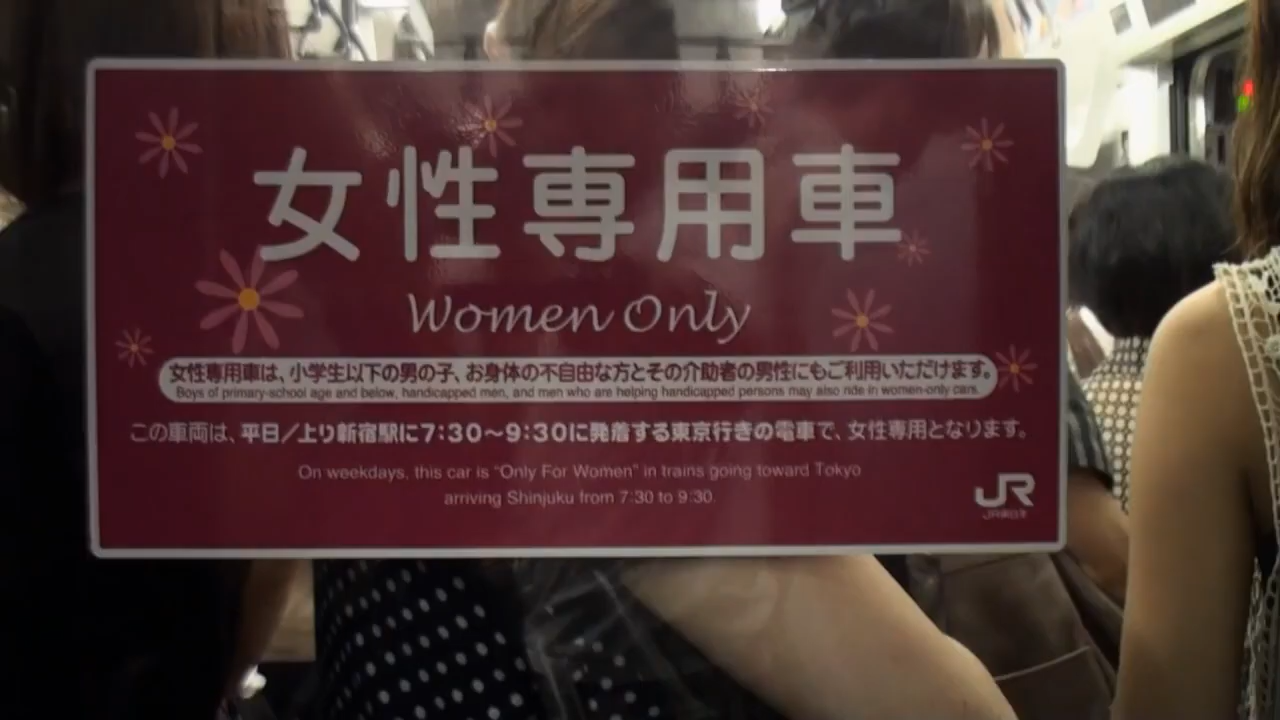 女性専用車
Women Only
女性専用車は、小学生以下の男の子、お身体の不自由な方とその介助者の男性にもご利用いただけます。
Boys of primary-school age and below, handicapped men, and men who are helping handicapped persons may also ride in women-only cars.
この車両は、平日／上り新宿駅に7:30〜9:30に発着する東京行きの電車で、女性専用となります。
On weekdays, this car is "Only For Women" in trains going toward Tokyo
arriving Shinjuku from 7:30 to 9:30.
JR
JR東日本